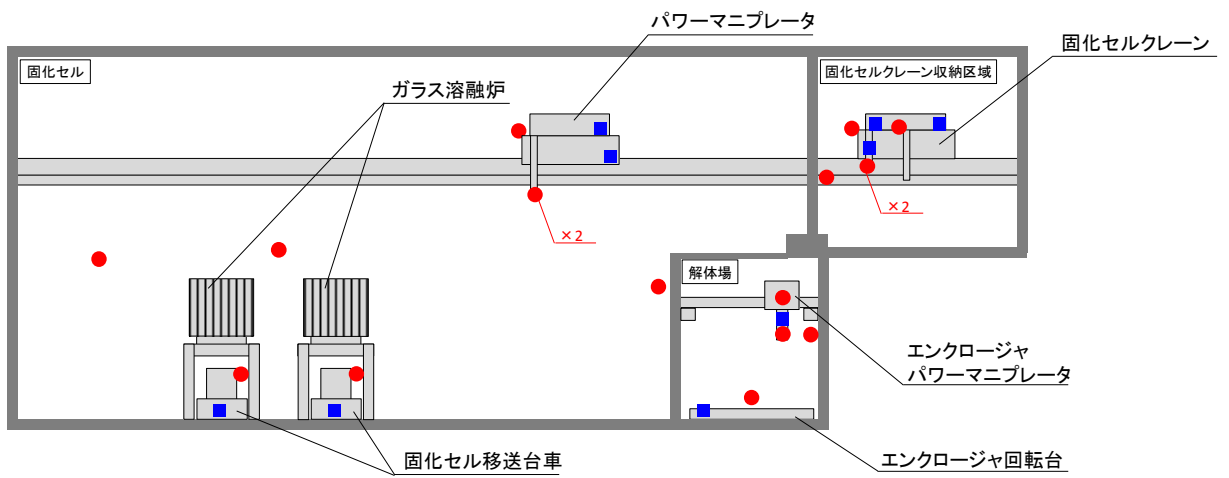 パワーマニプレータ
固化セルクレーン
固化セル
固化セルクレーン収納区域
ガラス溶融炉
×2
×2
解体場
エンクロージャ
パワーマニプレータ
固化セル移送台車
エンクロージャ回転台